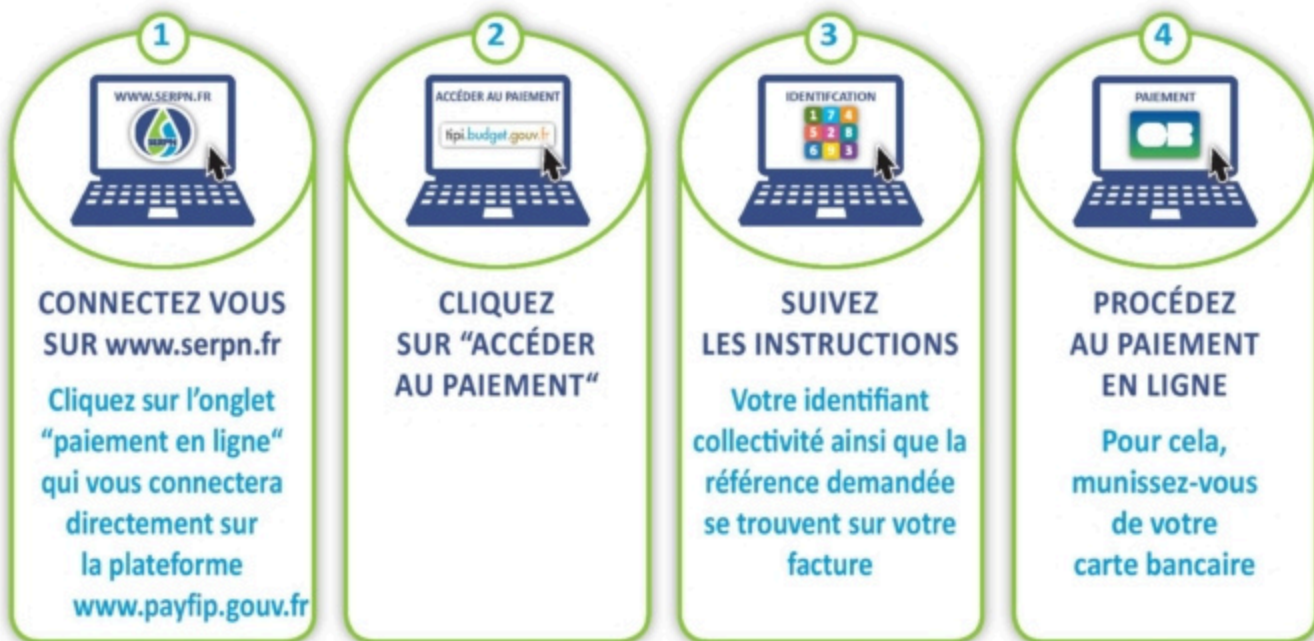 1
WWW.SERPN.FR
SERPN
CONNECTEZ VOUS
SUR www.serpn.fr
Cliquez sur l’onglet
“paiement en ligne“
qui vous connectera
directement sur
la plateforme
www.payfip.gouv.fr
2
ACCÉDER AU PAIEMENT
tipi.budget.gouv.fr
CLIQUEZ
SUR “ACCÉDER
AU PAIEMENT“
3
IDENTIFCATION
1 7 4
5 2 8
6 9 3
SUIVEZ
LES INSTRUCTIONS
Votre identifiant
collectivité ainsi que la
référence demandée
se trouvent sur votre
facture
4
PAIEMENT
CB
PROCÉDEZ
AU PAIEMENT
EN LIGNE
Pour cela,
munissez-vous
de votre
carte bancaire